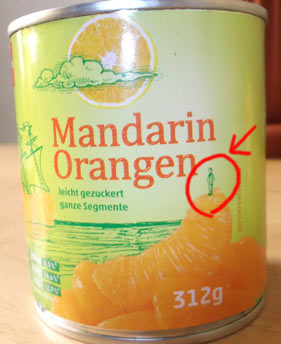 Mandarin
Orangen
leicht gezuckert
ganze Segmente
312g